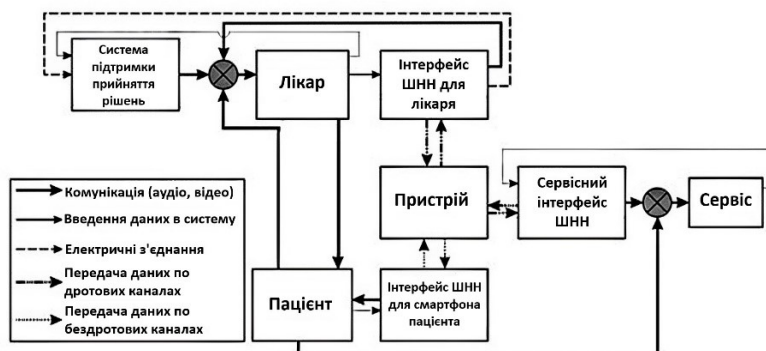 Система
підтримки
прийняття
рішень
Лікар
Інтерфейс
ШНН для
лікаря
Пристрій
Сервісний
інтерфейс
ШНН
Сервіс
Комунікація (аудіо, відео)
Введення даних в систему
Електричні з'єднання
Передача даних по
дротових каналах
Передача даних по
бездротових каналах
Пацієнт
Інтерфейс ШНН
для смартфона
пацієнта